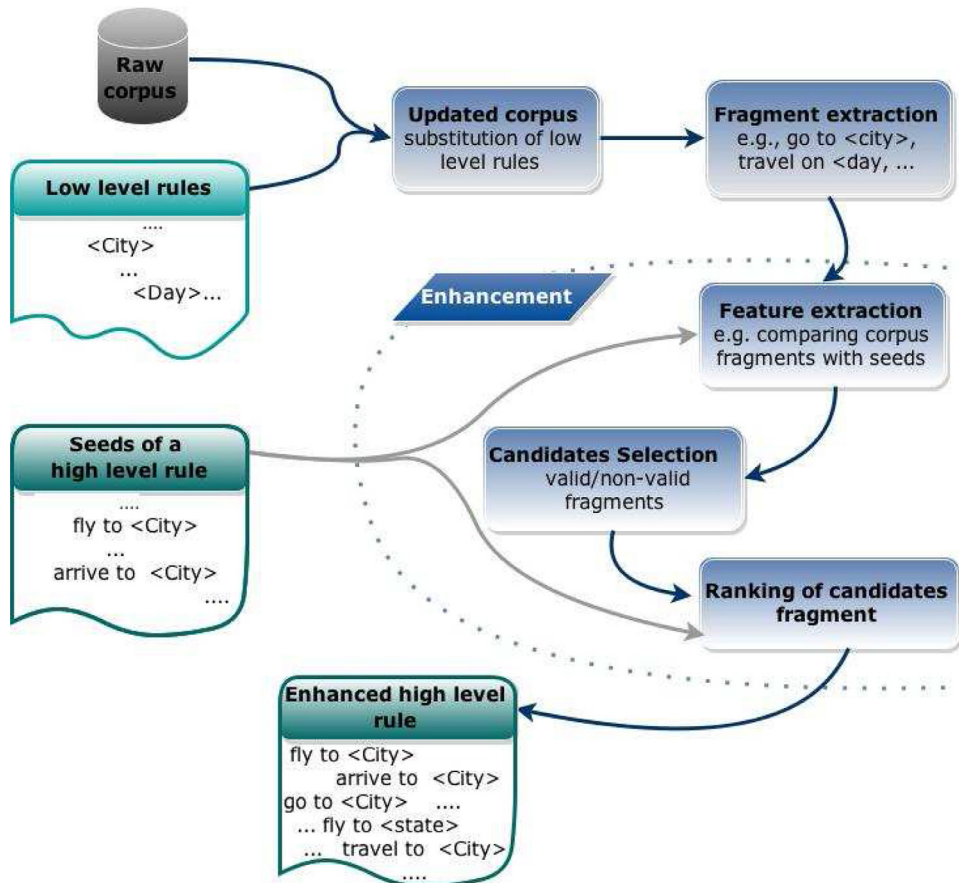 Raw
corpus
Updated corpus
substitution of low
level rules
Fragment extraction
e.g., go to <city>,
travel on <day, ...
Low level rules
....
<City>
...
<Day>...
Enhancement
Feature extraction
e.g. comparing corpus
fragments with seeds
Seeds of a
high level rule
....
fly to <City>
...
arrive to <City>
....
Candidates Selection
valid/non-valid
fragments
Ranking of candidates
fragment
Enhanced high level
rule
fly to <City>
arrive to <City>
go to <City> ....
... fly to <state>
... travel to <City>
....